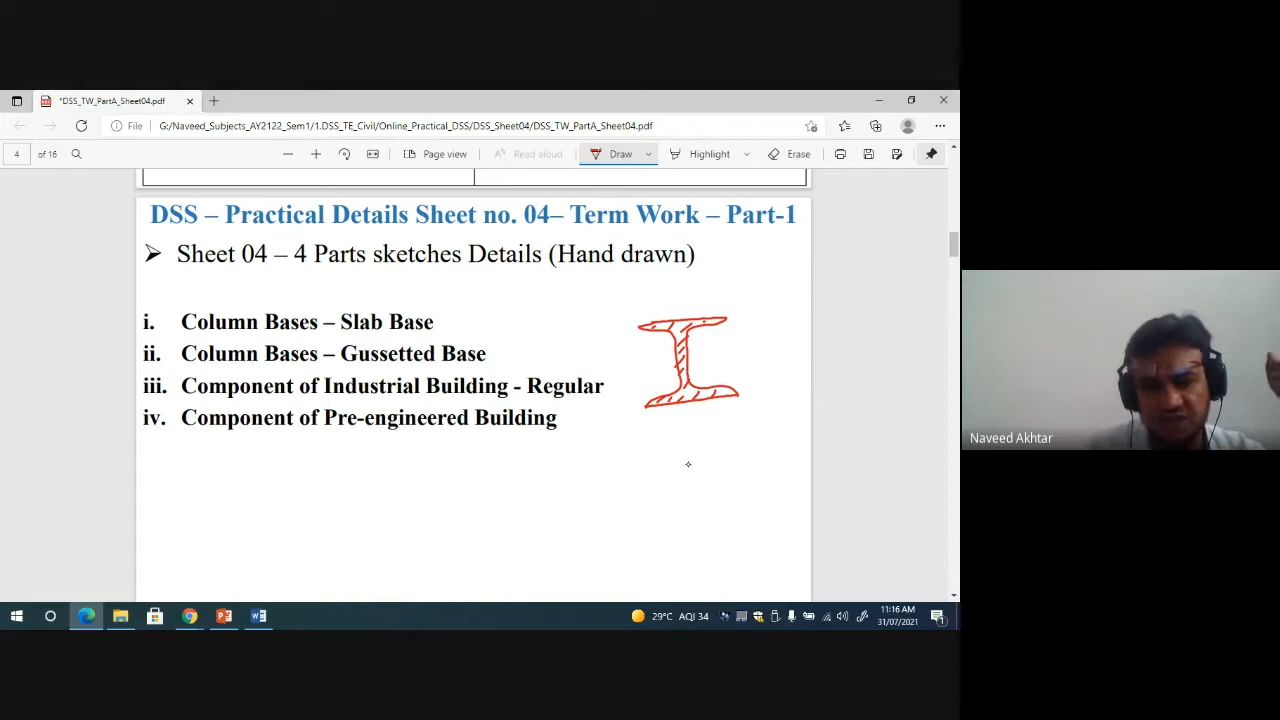 *DSS_TW_PartA_Sheet04.pdf
File
G:/Naveed_Subjects_AY2122_Sem1/1.DSS_TE_Civil/Online_Practical_DSS/DSS_Sheet04/DSS_TW_PartA_Sheet04.pdf
4 of 16
Page view
Read aloud
Draw
Highlight
Erase
DSS – Practical Details Sheet no. 04– Term Work – Part-1
➢ Sheet 04 – 4 Parts sketches Details (Hand drawn)
i. Column Bases – Slab Base
ii. Column Bases – Gussetted Base
iii. Component of Industrial Building - Regular
iv. Component of Pre-engineered Building
Naveed Akhtar
29°C AQI 34
11:16 AM
31/07/2021